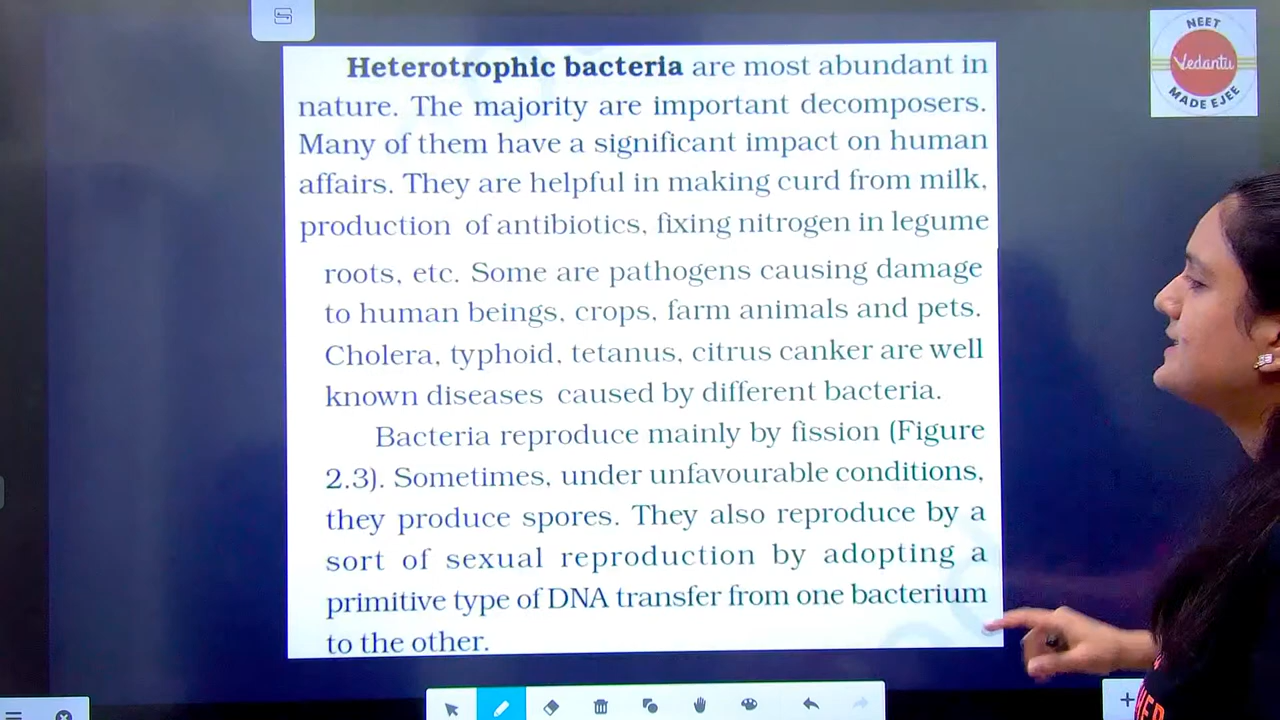 NEET
Vedantu
MADE EJEE
Heterotrophic bacteria are most abundant in
nature. The majority are important decomposers.
Many of them have a significant impact on human
affairs. They are helpful in making curd from milk,
production of antibiotics, fixing nitrogen in legume
roots, etc. Some are pathogens causing damage
to human beings, crops, farm animals and pets.
Cholera, typhoid, tetanus, citrus canker are well
known diseases caused by different bacteria.
Bacteria reproduce mainly by fission (Figure
2.3). Sometimes, under unfavourable conditions,
they produce spores. They also reproduce by a
sort of sexual reproduction by adopting a
primitive type of DNA transfer from one bacterium
to the other.